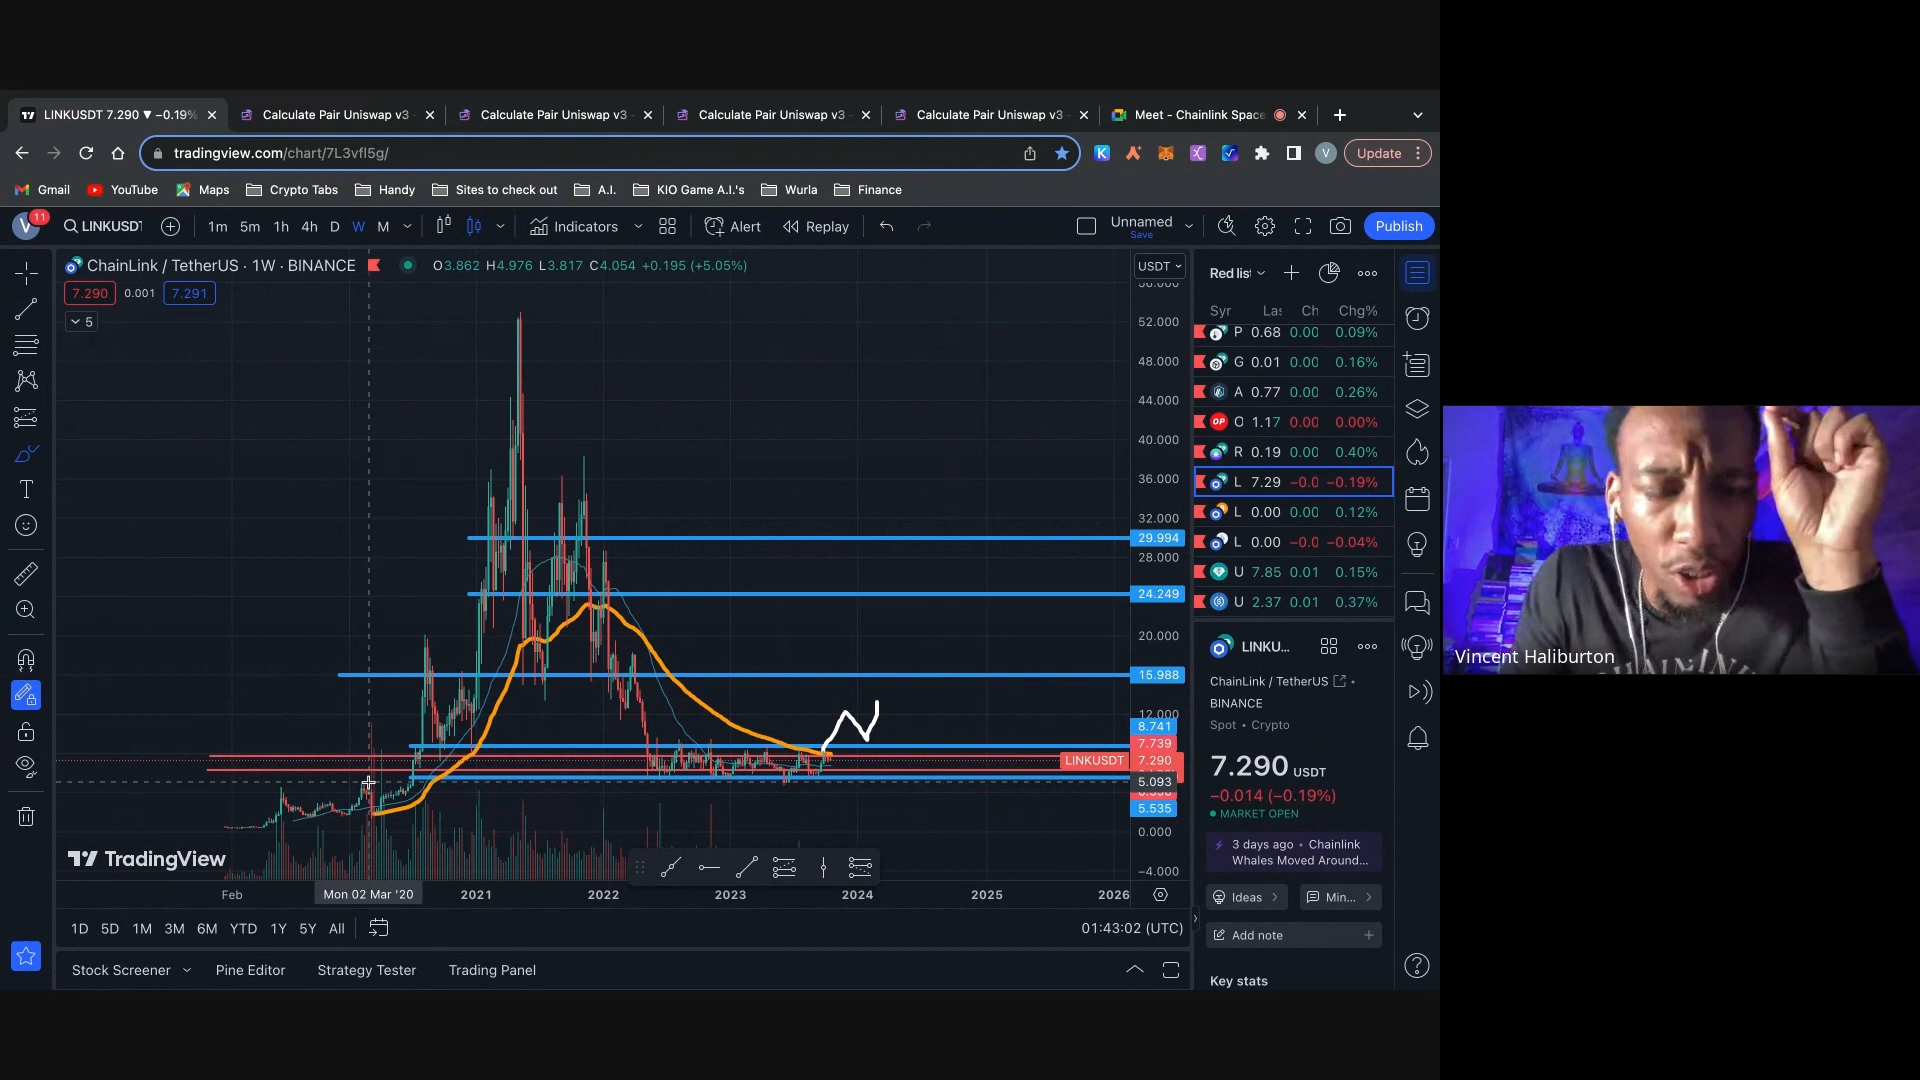 LINKUSDT 7.290 ▼ −0.19%
Calculate Pair Uniswap v3
Calculate Pair Uniswap v3
Calculate Pair Uniswap v3
Calculate Pair Uniswap v3
Meet - Chainlink Space
tradingview.com/chart/7L3vfl5g/
V
Update
Gmail
YouTube
Maps
Crypto Tabs
Handy
Sites to check out
A.I.
KIO Game A.I.'s
Wurla
Finance
V
11
LINKUSDT
1m 5m 1h 4h D W M
Indicators
Alert
Replay
Unnamed
Save
Publish
ChainLink / TetherUS · 1W · BINANCE
O3.862 H4.976 L3.817 C4.054 +0.195 (+5.05%)
7.290
0.001
7.291
5
USDT
56.000
52.000
48.000
44.000
40.000
36.000
32.000
29.994
28.000
24.249
20.000
15.988
12.000
8.741
7.739
LINKUSDT 7.290
5.093
5.535
0.000
−4.000
TradingView
Feb
Mon 02 Mar '20
2021
2022
2023
2024
2025
2026
1D 5D 1M 3M 6M YTD 1Y 5Y All
01:43:02 (UTC)
Stock Screener
Pine Editor
Strategy Tester
Trading Panel
Red lis
Syr Las Ch Chg%
P 0.68 0.00 0.09%
G 0.01 0.00 0.16%
A 0.77 0.00 0.26%
OP O 1.17 0.00 0.00%
R 0.19 0.00 0.40%
L 7.29 −0.0 −0.19%
L 0.00 0.00 0.12%
L 0.00 −0.0 −0.04%
U 7.85 0.01 0.15%
U 2.37 0.01 0.37%
LINKU...
ChainLink / TetherUS •
BINANCE
Spot • Crypto
7.290 USDT
−0.014 (−0.19%)
MARKET OPEN
3 days ago • Chainlink
Whales Moved Around...
Ideas
Min...
Add note
Key stats
Vincent Haliburton